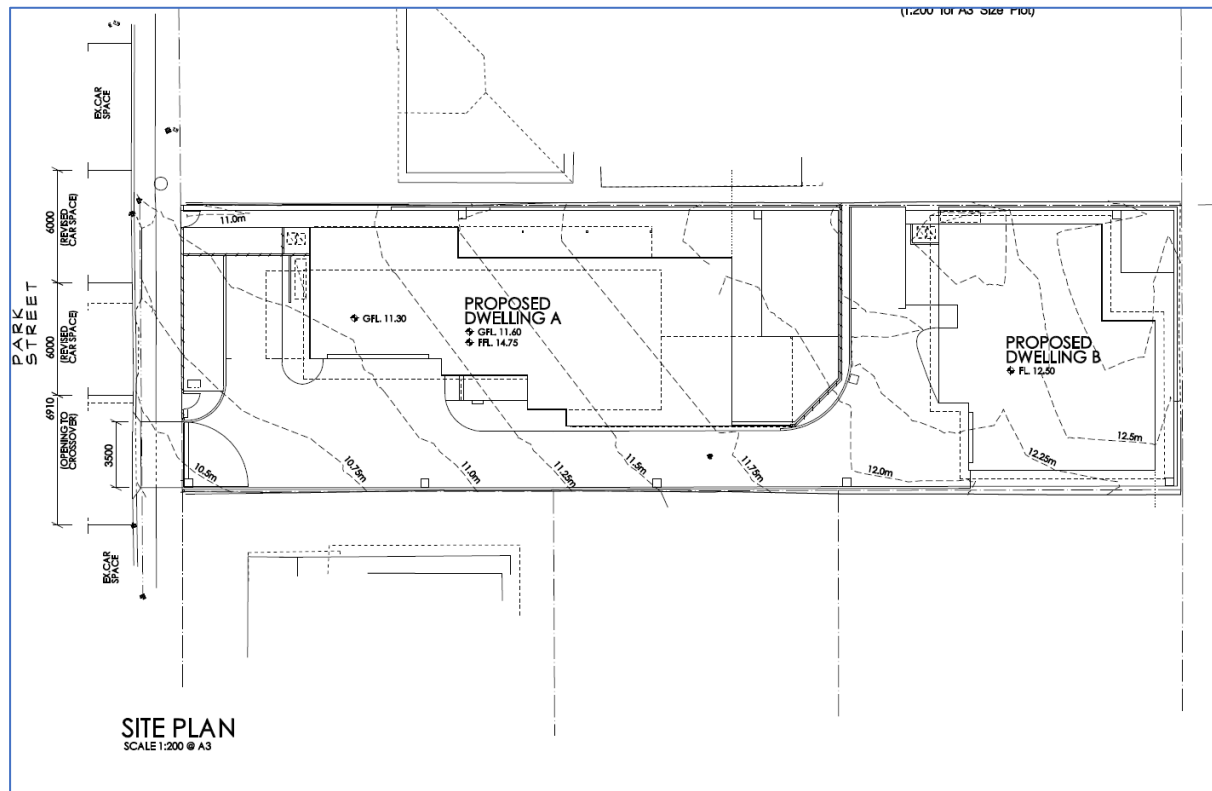 (1:200 for A3 Size Plot)
EX.CAR
SPACE
6000
(REVISED
CAR SPACE)
PARK
STREET
6000
(REVISED
CAR SPACE)
6910
(OPENING TO
CROSSOVER)
3500
EX.CAR
SPACE
11.0m
GFL. 11.30
PROPOSED
DWELLING A
GFL. 11.60
FFL. 14.75
PROPOSED
DWELLING B
FL. 12.50
10.5m
10.75m
11.0m
11.25m
11.5m
11.75m
12.0m
12.25m
12.5m
SITE PLAN
SCALE 1:200 @ A3